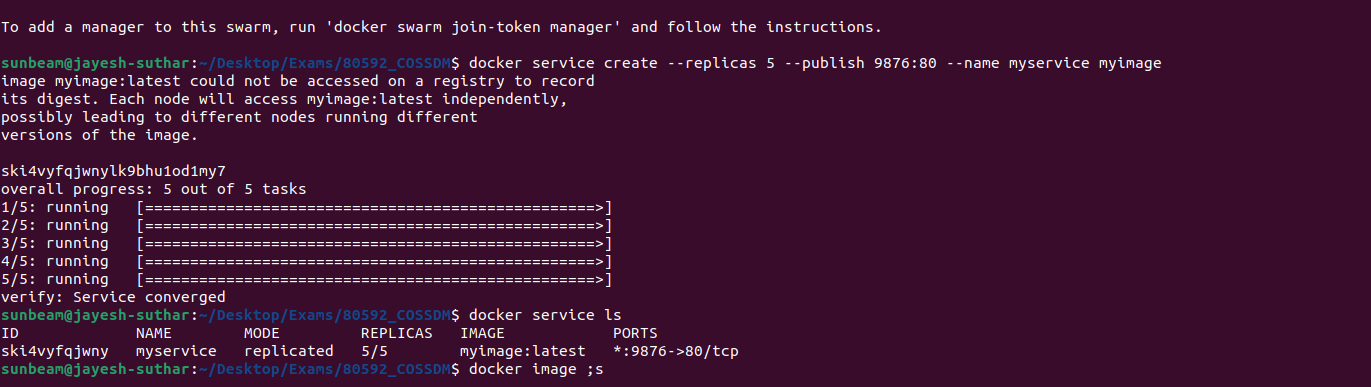 To add a manager to this swarm, run 'docker swarm join-token manager' and follow the instructions.
sunbeam@jayesh-suthar:~/Desktop/Exams/80592_COSSDM$ docker service create --replicas 5 --publish 9876:80 --name myservice myimage
image myimage:latest could not be accessed on a registry to record
its digest. Each node will access myimage:latest independently,
possibly leading to different nodes running different
versions of the image.
ski4vyfqjwnylk9bhu1od1my7
overall progress: 5 out of 5 tasks
1/5: running   [==================================================>]
2/5: running   [==================================================>]
3/5: running   [==================================================>]
4/5: running   [==================================================>]
5/5: running   [==================================================>]
verify: Service converged
sunbeam@jayesh-suthar:~/Desktop/Exams/80592_COSSDM$ docker service ls
ID             NAME        MODE         REPLICAS   IMAGE            PORTS
ski4vyfqjwny   myservice   replicated   5/5        myimage:latest   *:9876->80/tcp
sunbeam@jayesh-suthar:~/Desktop/Exams/80592_COSSDM$ docker image ;s